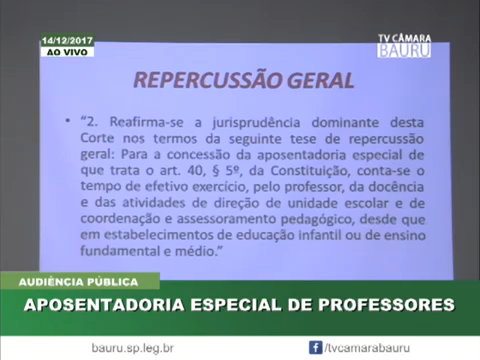 14/12/2017
AO VIVO
TV CÂMARA
BAURU
REPERCUSSÃO GERAL
• "2. Reafirma-se a jurisprudência dominante desta
Corte nos termos da seguinte tese de repercussão
geral: Para a concessão da aposentadoria especial de
que trata o art. 40, § 5º, da Constituição, conta-se o
tempo de efetivo exercício, pelo professor, da docência
e das atividades de direção de unidade escolar e de
coordenação e assessoramento pedagógico, desde que
em estabelecimentos de educação infantil ou de ensino
fundamental e médio."
AUDIÊNCIA PÚBLICA
APOSENTADORIA ESPECIAL DE PROFESSORES
bauru.sp.leg.br
f /tvcamarabauru